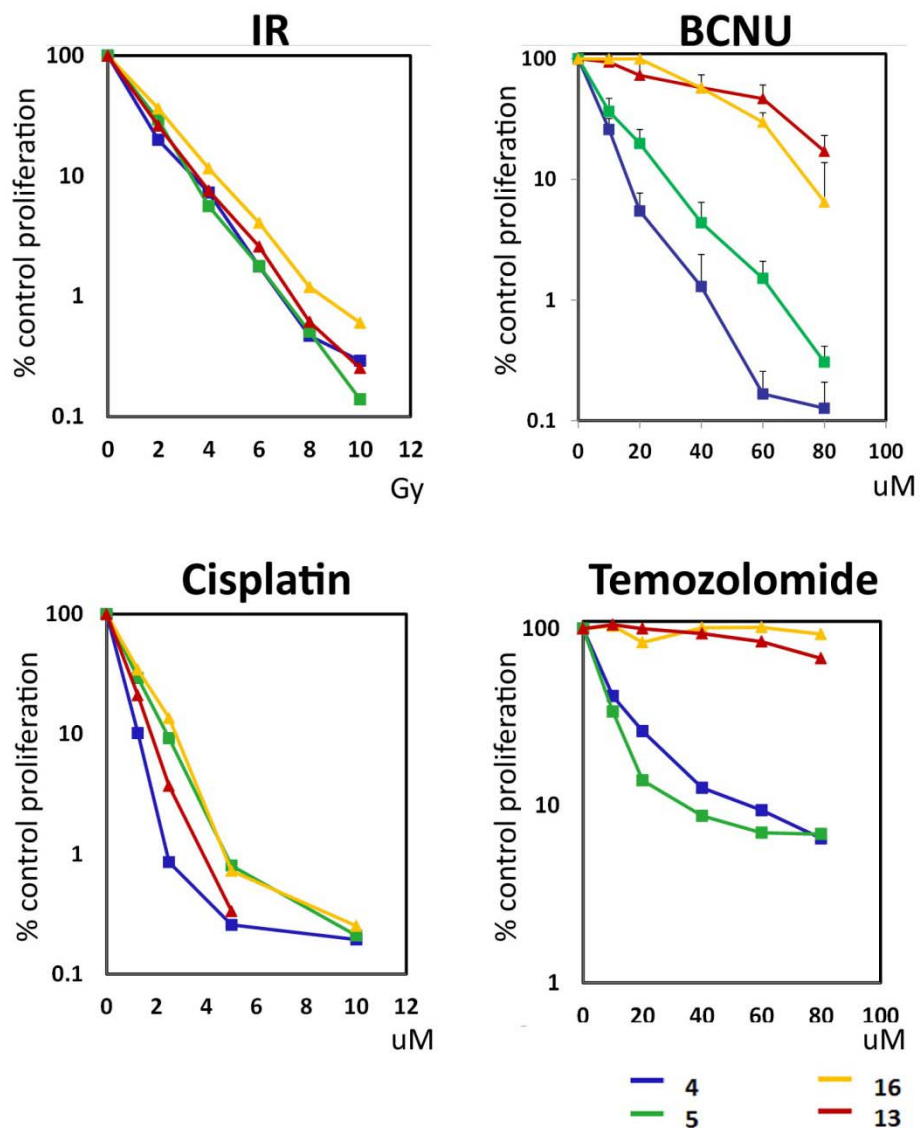 IR
% control proliferation
100
10
1
0.1
0 2 4 6 8 10 12
Gy
BCNU
% control proliferation
100
10
1
0.1
0 20 40 60 80 100
uM
Cisplatin
% control proliferation
100
10
1
0.1
0 2 4 6 8 10 12
uM
Temozolomide
% control proliferation
100
10
1
0 20 40 60 80 100
uM
4 16
5 13